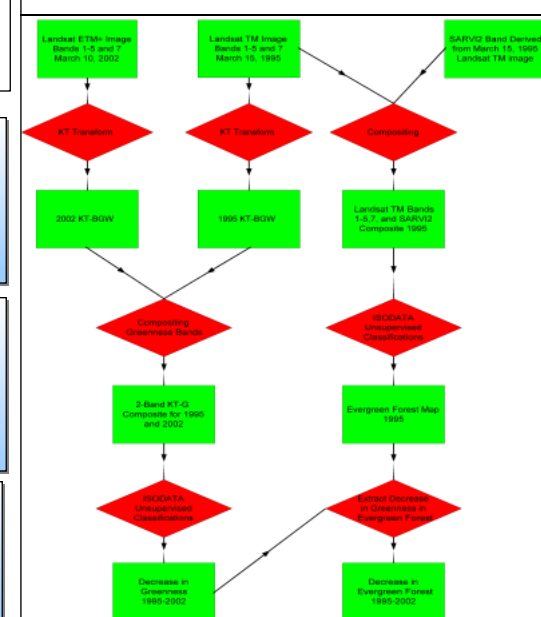 Landsat ETM+ Image
Bands 1-5 and 7
March 10, 2002
Landsat TM Image
Bands 1-5 and 7
March 15, 1995
SARVI2 Band Derived
from March 15, 1995
Landsat TM image
KT Transform
KT Transform
Compositing
2002 KT-BGW
1995 KT-BGW
Landsat TM Bands
1-5,7, and SARVI2
Composite 1995
Compositing
Greenness Bands
ISODATA
Unsupervised
Classifications
2-Band KT-G
Composite for 1995
and 2002
Evergreen Forest Map
1995
ISODATA
Unsupervised
Classifications
Extract Decrease
in Greenness in
Evergreen Forest
Decrease in
Greenness
1995-2002
Decrease in
Evergreen Forest
1995-2002